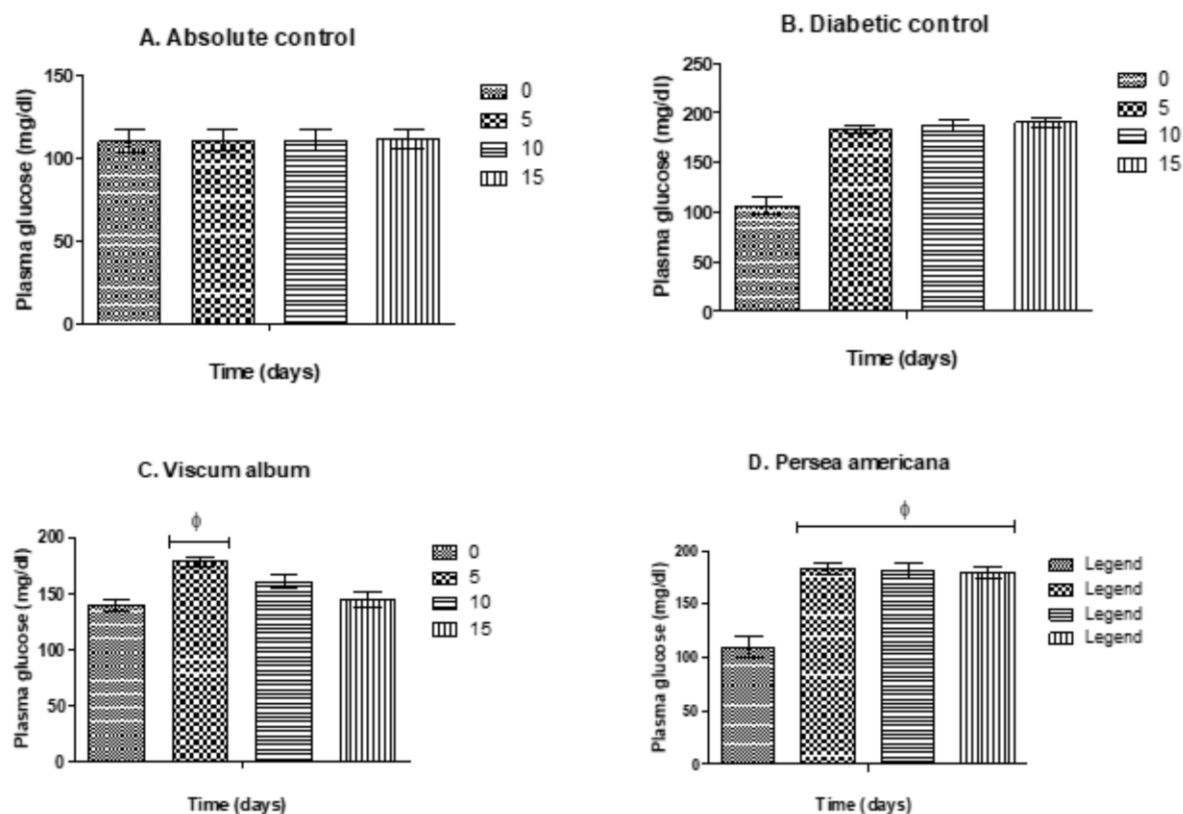 A. Absolute control
Plasma glucose (mg/dl)
150
100
50
0
0
5
10
15
Time (days)
B. Diabetic control
Plasma glucose (mg/dl)
250
200
150
100
50
0
0
5
10
15
Time (days)
C. Viscum album
ϕ
Plasma glucose (mg/dl)
200
150
100
50
0
0
5
10
15
Time (days)
D. Persea americana
ϕ
Plasma glucose (mg/dl)
200
150
100
50
0
Legend
Legend
Legend
Legend
Time (days)